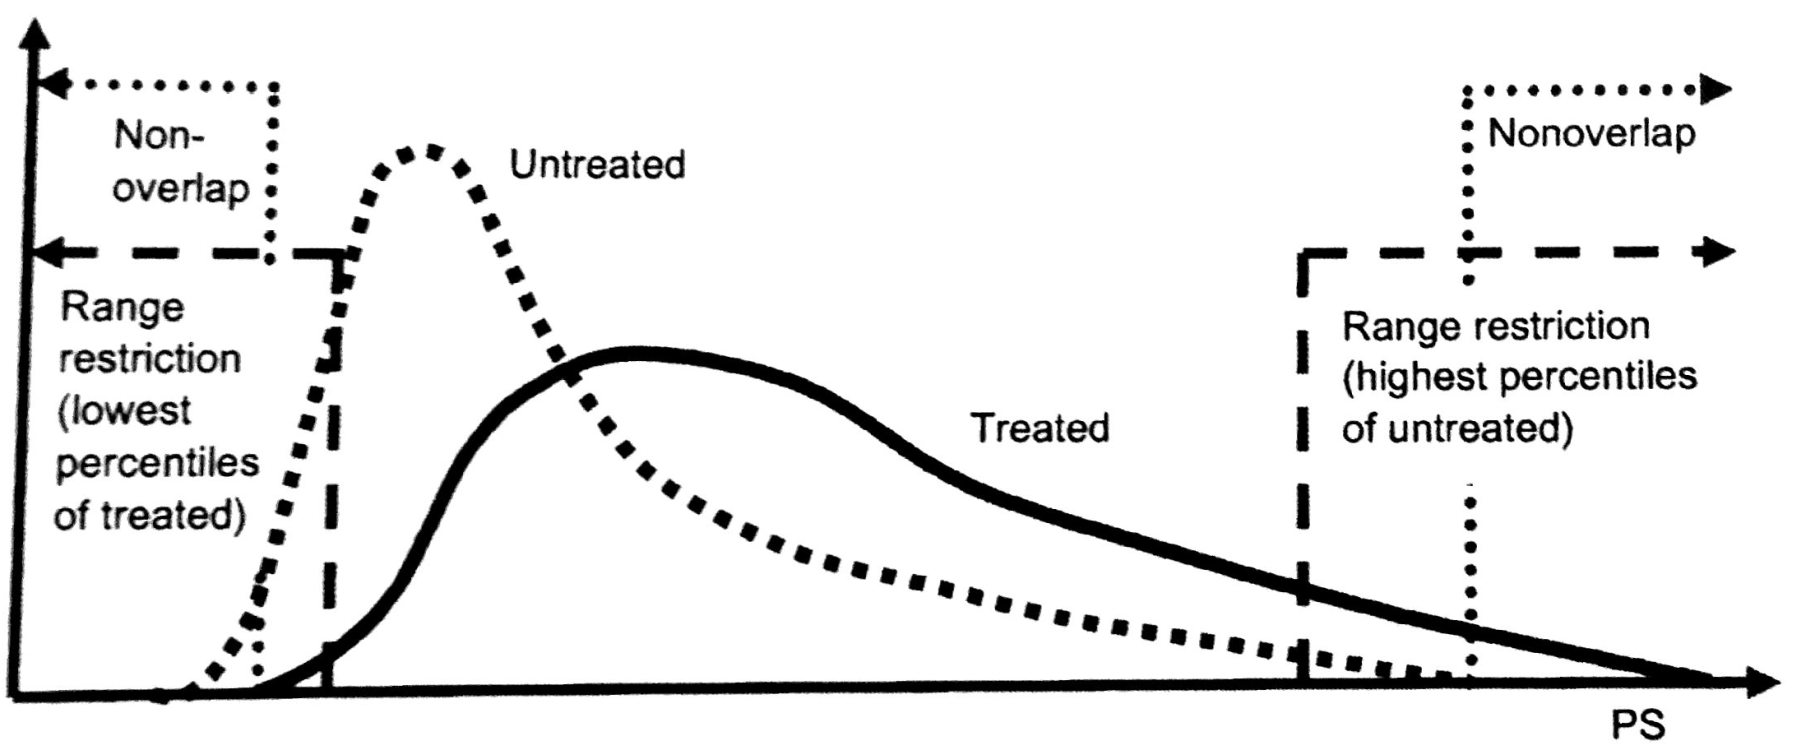 Non-
overlap
Untreated
Nonoverlap
Range
restriction
(lowest
percentiles
of treated)
Treated
Range restriction
(highest percentiles
of untreated)
PS